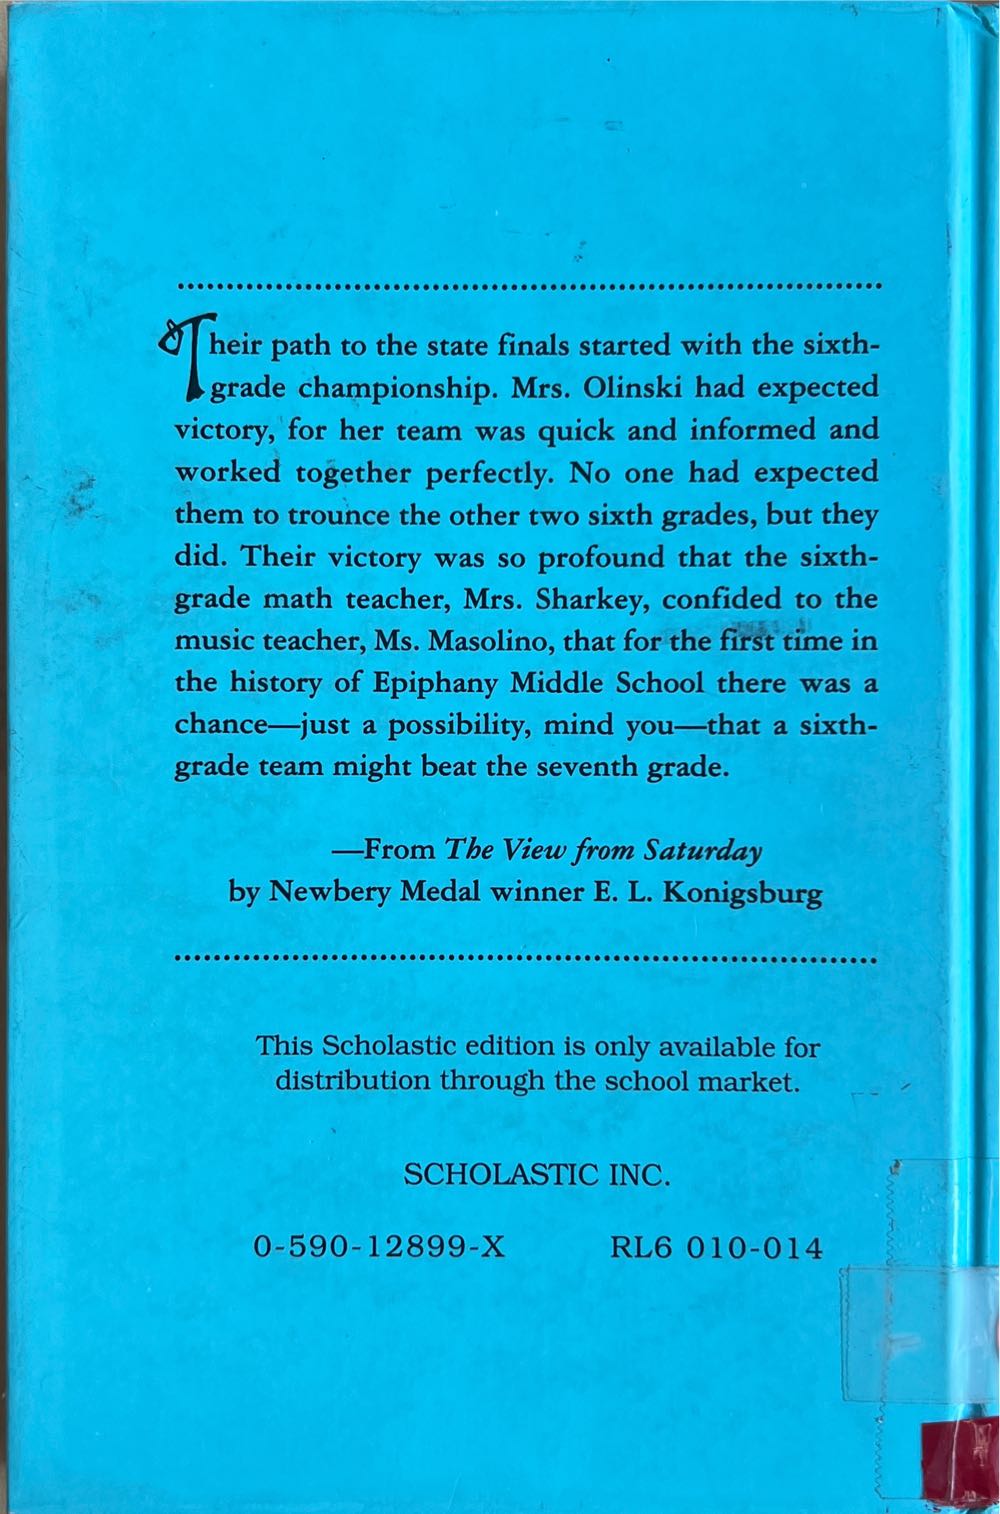 Their path to the state finals started with the sixth-
grade championship. Mrs. Olinski had expected
victory, for her team was quick and informed and
worked together perfectly. No one had expected
them to trounce the other two sixth grades, but they
did. Their victory was so profound that the sixth-
grade math teacher, Mrs. Sharkey, confided to the
music teacher, Ms. Masolino, that for the first time in
the history of Epiphany Middle School there was a
chance—just a possibility, mind you—that a sixth-
grade team might beat the seventh grade.
—From The View from Saturday
by Newbery Medal winner E. L. Konigsburg
This Scholastic edition is only available for
distribution through the school market.
SCHOLASTIC INC.
0-590-12899-X RL6 010-014